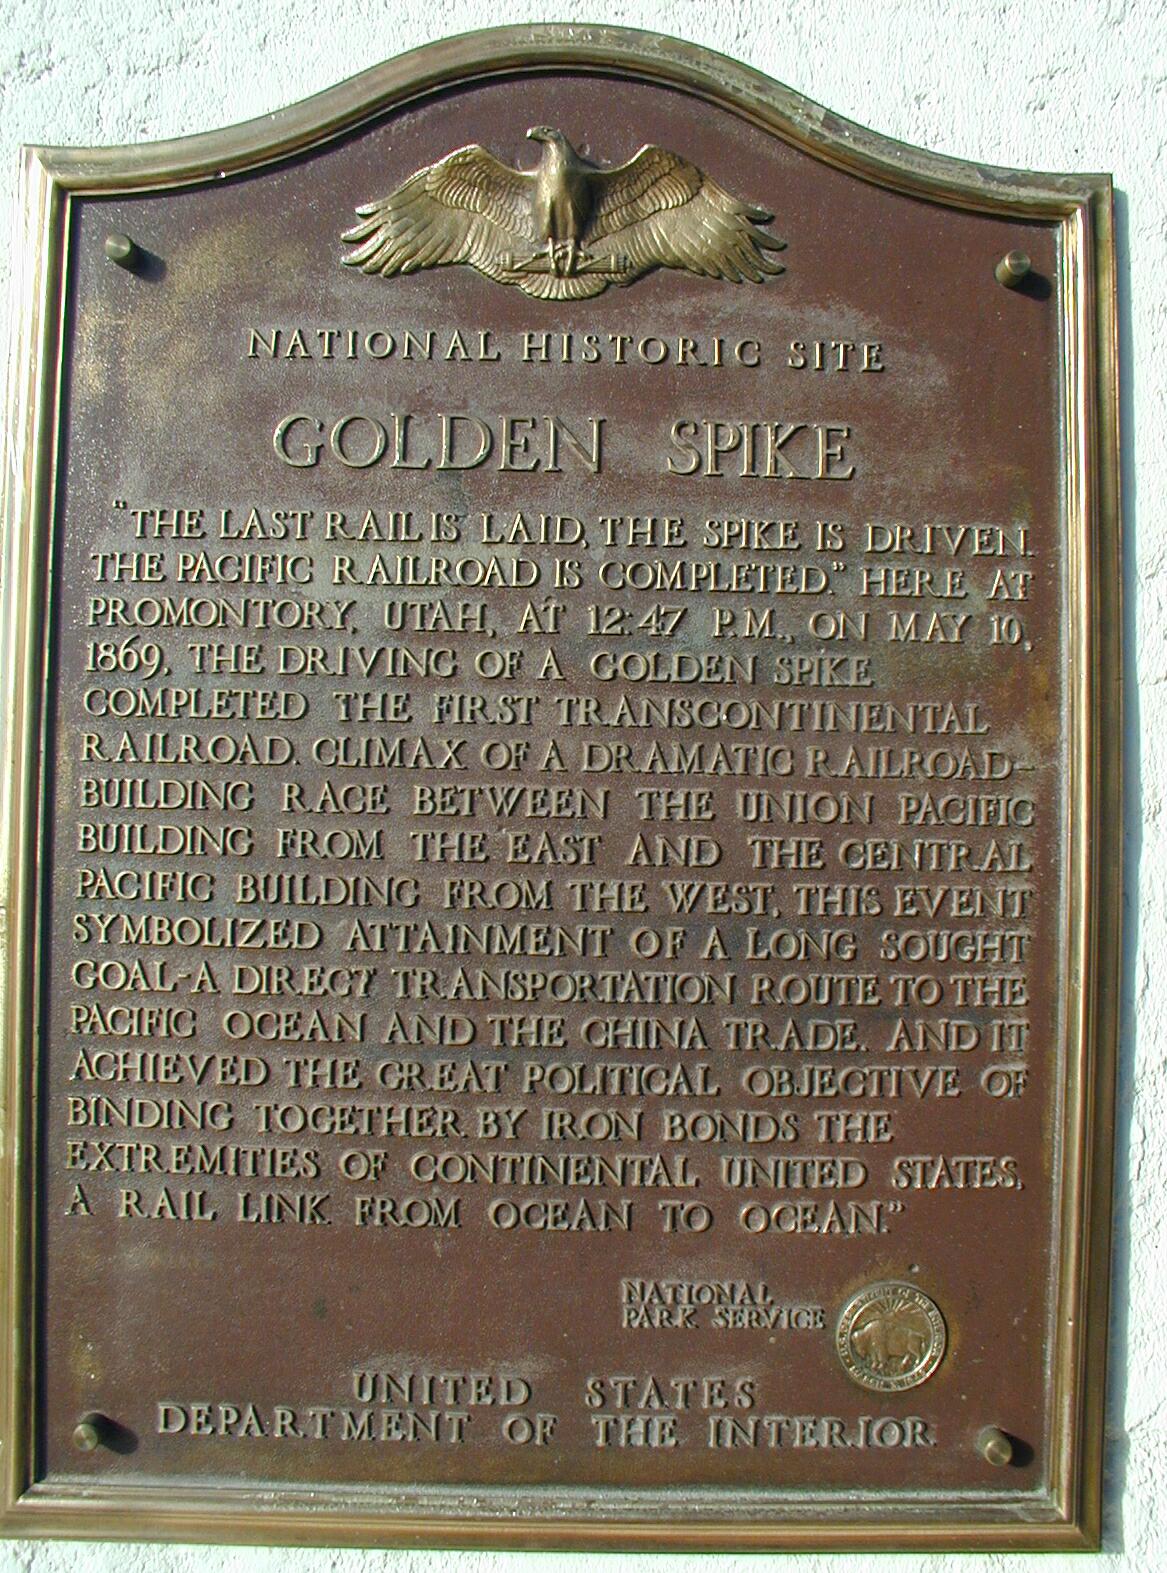 NATIONAL HISTORIC SITE
GOLDEN SPIKE
"THE LAST RAIL IS LAID, THE SPIKE IS DRIVEN.
THE PACIFIC RAILROAD IS COMPLETED." HERE AT
PROMONTORY, UTAH, AT 12:47 P.M., ON MAY 10,
1869, THE DRIVING OF A GOLDEN SPIKE
COMPLETED THE FIRST TRANSCONTINENTAL
RAILROAD. CLIMAX OF A DRAMATIC RAILROAD-
BUILDING RACE BETWEEN THE UNION PACIFIC
BUILDING FROM THE EAST AND THE CENTRAL
PACIFIC BUILDING FROM THE WEST, THIS EVENT
SYMBOLIZED ATTAINMENT OF A LONG SOUGHT
GOAL-A DIRECT TRANSPORTATION ROUTE TO THE
PACIFIC OCEAN AND THE CHINA TRADE. AND IT
ACHIEVED THE GREAT POLITICAL OBJECTIVE OF
BINDING TOGETHER BY IRON BONDS THE
EXTREMITIES OF CONTINENTAL UNITED STATES.
A RAIL LINK FROM OCEAN TO OCEAN."
NATIONAL
PARK SERVICE
UNITED STATES
DEPARTMENT OF THE INTERIOR